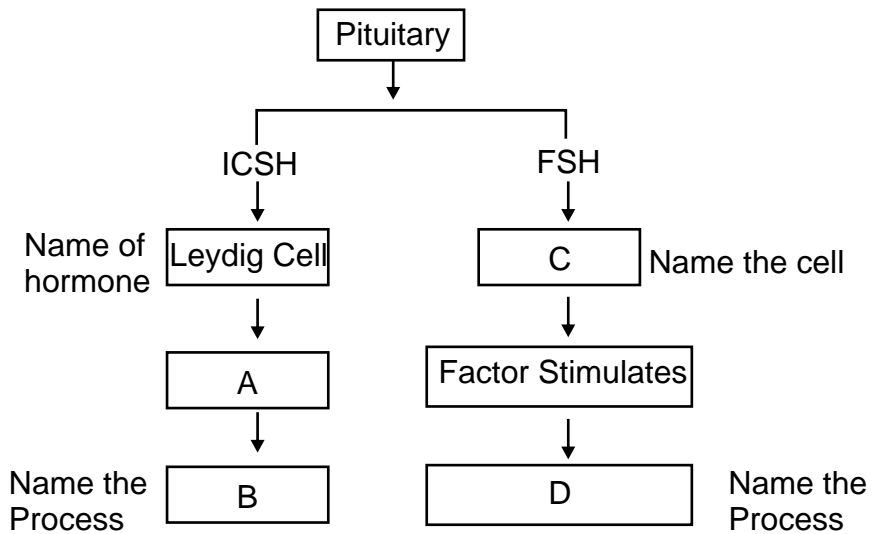 Pituitary
ICSH
FSH
Name of
hormone
Leydig Cell
C
Name the cell
A
Factor Stimulates
Name the
Process
B
D
Name the
Process